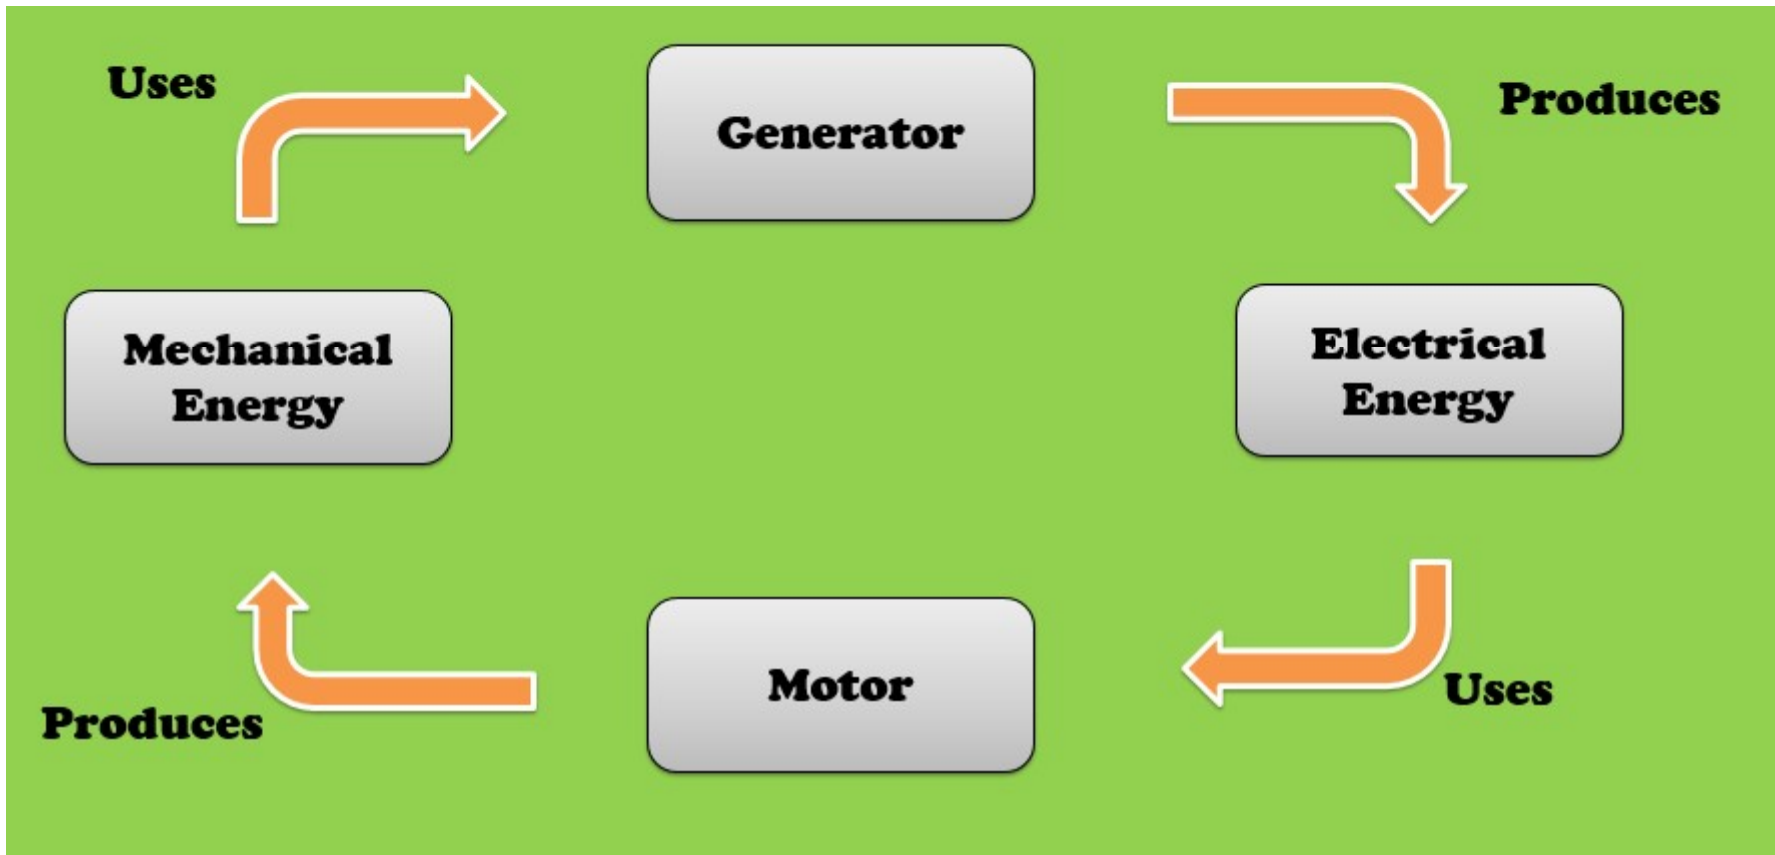 Uses
Generator
Produces
Mechanical
Energy
Electrical
Energy
Produces
Motor
Uses